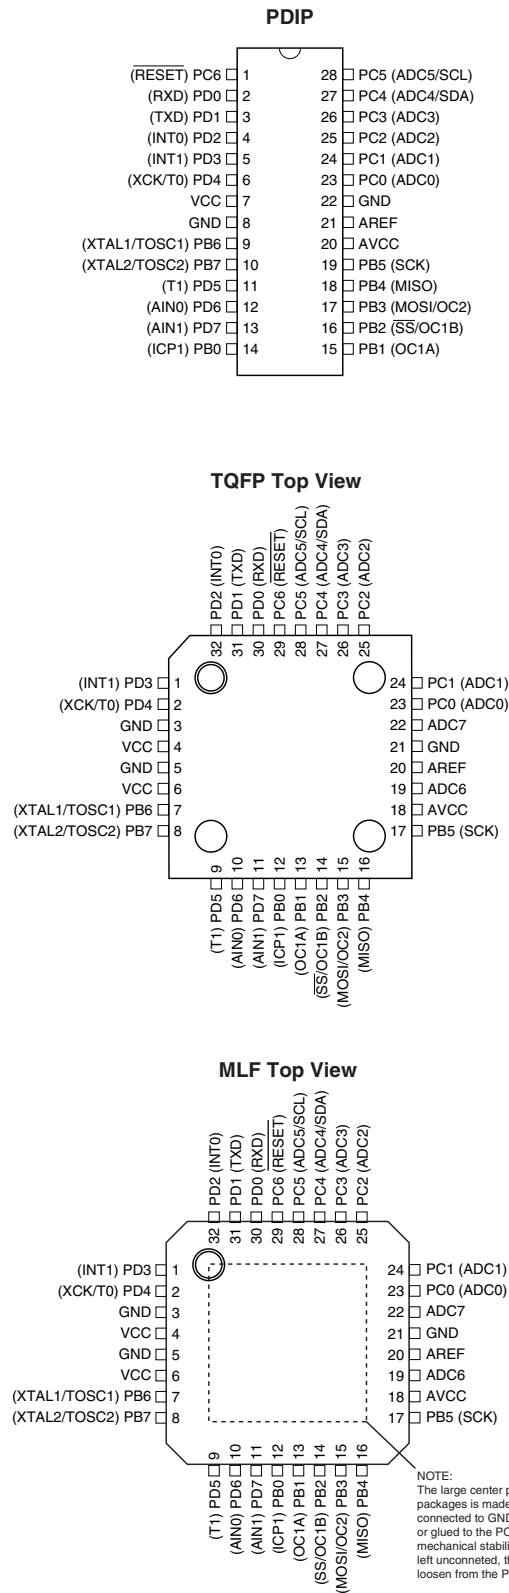 PDIP
(RESET) PC6 1 28 PC5 (ADC5/SCL)
(RXD) PD0 2 27 PC4 (ADC4/SDA)
(TXD) PD1 3 26 PC3 (ADC3)
(INT0) PD2 4 25 PC2 (ADC2)
(INT1) PD3 5 24 PC1 (ADC1)
(XCK/T0) PD4 6 23 PC0 (ADC0)
VCC 7 22 GND
GND 8 21 AREF
(XTAL1/TOSC1) PB6 9 20 AVCC
(XTAL2/TOSC2) PB7 10 19 PB5 (SCK)
(T1) PD5 11 18 PB4 (MISO)
(AIN0) PD6 12 17 PB3 (MOSI/OC2)
(AIN1) PD7 13 16 PB2 (SS/OC1B)
(ICP1) PB0 14 15 PB1 (OC1A)
TQFP Top View
32 PD2 (INT0)
31 PD1 (TXD)
30 PD0 (RXD)
29 PC6 (RESET)
28 PC5 (ADC5/SCL)
27 PC4 (ADC4/SDA)
26 PC3 (ADC3)
25 PC2 (ADC2)
(INT1) PD3 1 24 PC1 (ADC1)
(XCK/T0) PD4 2 23 PC0 (ADC0)
GND 3 22 ADC7
VCC 4 21 GND
GND 5 20 AREF
VCC 6 19 ADC6
(XTAL1/TOSC1) PB6 7 18 AVCC
(XTAL2/TOSC2) PB7 8 17 PB5 (SCK)
(T1) PD5 9
(AIN0) PD6 10
(AIN1) PD7 11
(ICP1) PB0 12
(OC1A) PB1 13
(SS/OC1B) PB2 14
(MOSI/OC2) PB3 15
(MISO) PB4 16
MLF Top View
32 PD2 (INT0)
31 PD1 (TXD)
30 PD0 (RXD)
29 PC6 (RESET)
28 PC5 (ADC5/SCL)
27 PC4 (ADC4/SDA)
26 PC3 (ADC3)
25 PC2 (ADC2)
(INT1) PD3 1 24 PC1 (ADC1)
(XCK/T0) PD4 2 23 PC0 (ADC0)
GND 3 22 ADC7
VCC 4 21 GND
GND 5 20 AREF
VCC 6 19 ADC6
(XTAL1/TOSC1) PB6 7 18 AVCC
(XTAL2/TOSC2) PB7 8 17 PB5 (SCK)
(T1) PD5 9
(AIN0) PD6 10
(AIN1) PD7 11
(ICP1) PB0 12
(OC1A) PB1 13
(SS/OC1B) PB2 14
(MOSI/OC2) PB3 15
(MISO) PB4 16
NOTE:
The large center
packages is made
connected to GND
or glued to the
mechanical
left unconneted,
loosen from the